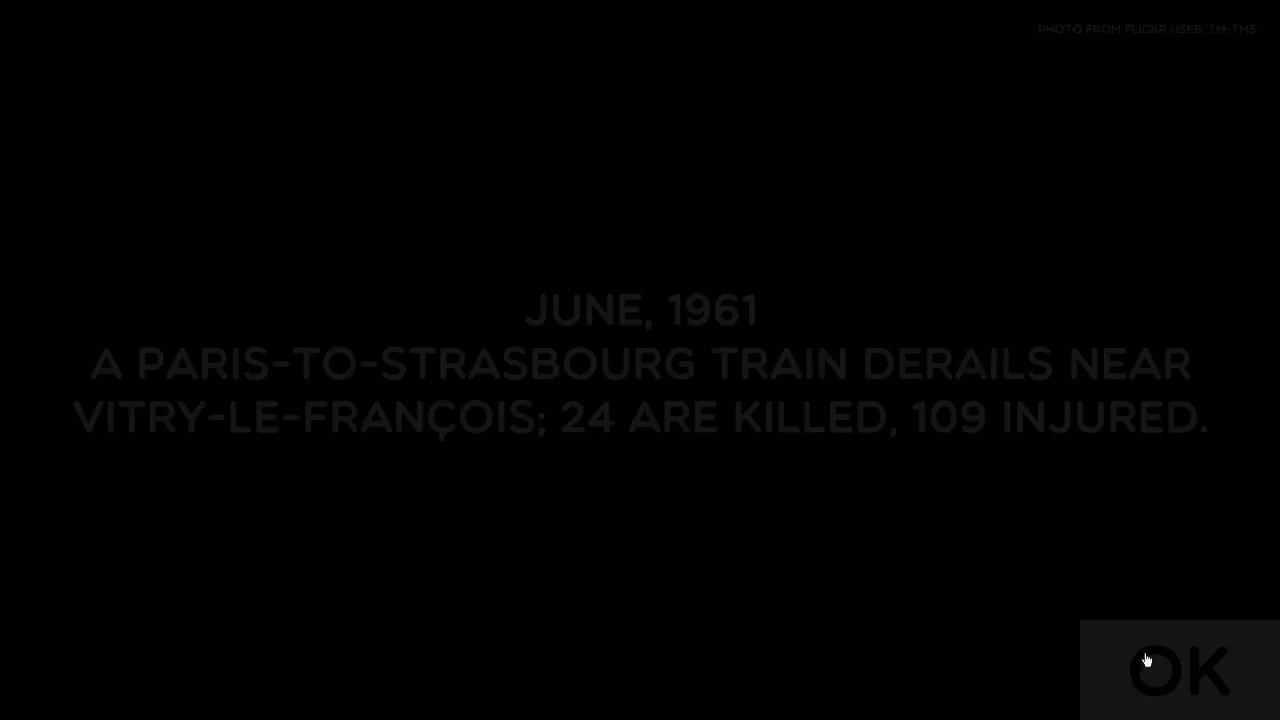 PHOTO FROM FLICKR USER TM-TM3
JUNE, 1961
A PARIS-TO-STRASBOURG TRAIN DERAILS NEAR
VITRY-LE-FRANÇOIS; 24 ARE KILLED, 109 INJURED.
OK